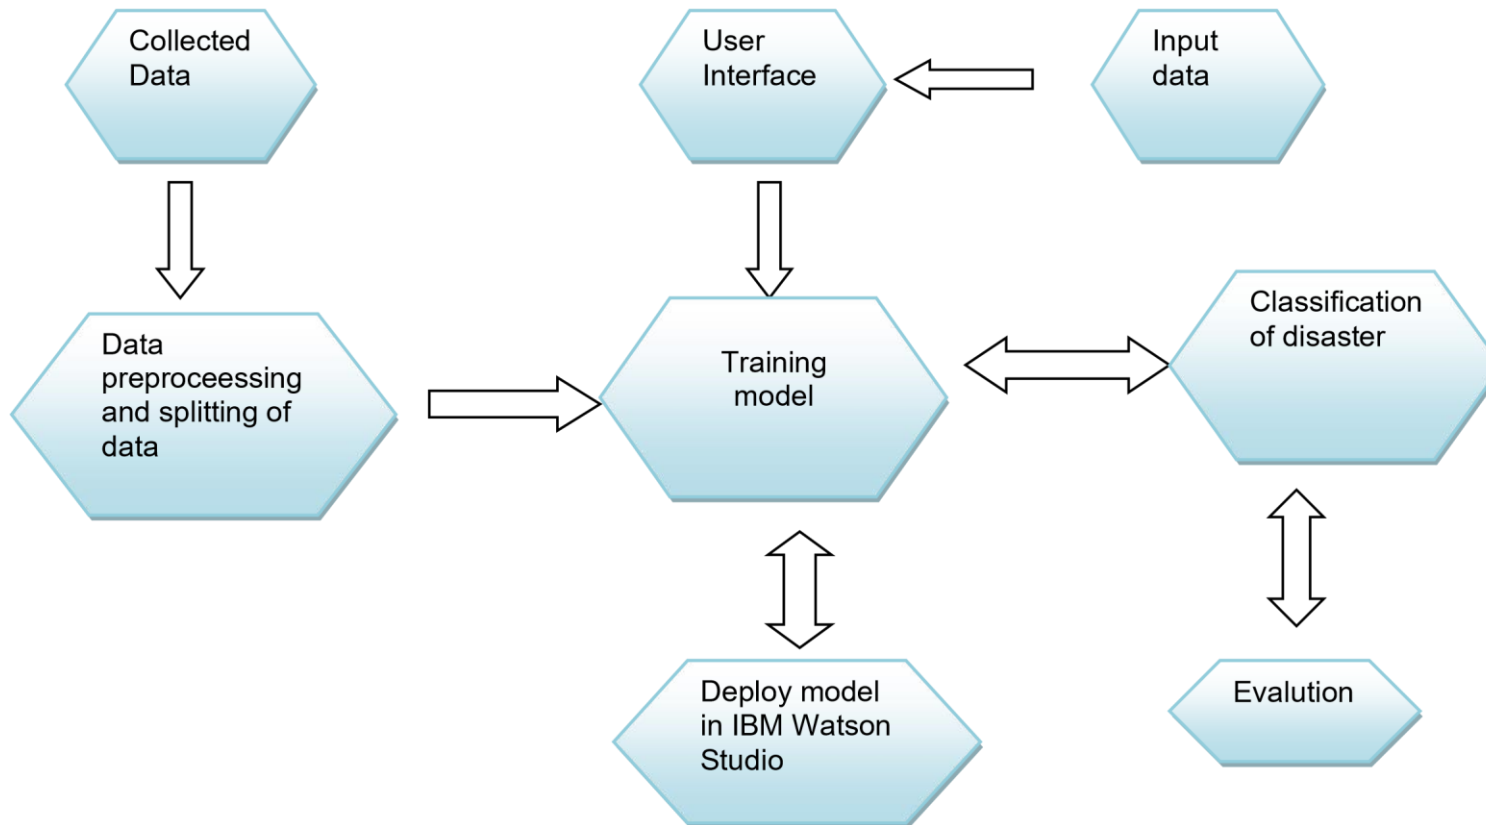 Collected
Data
User
Interface
Input
data
Data
preproceessing
and splitting of
data
Training
model
Classification
of disaster
Deploy model
in IBM Watson
Studio
Evalution